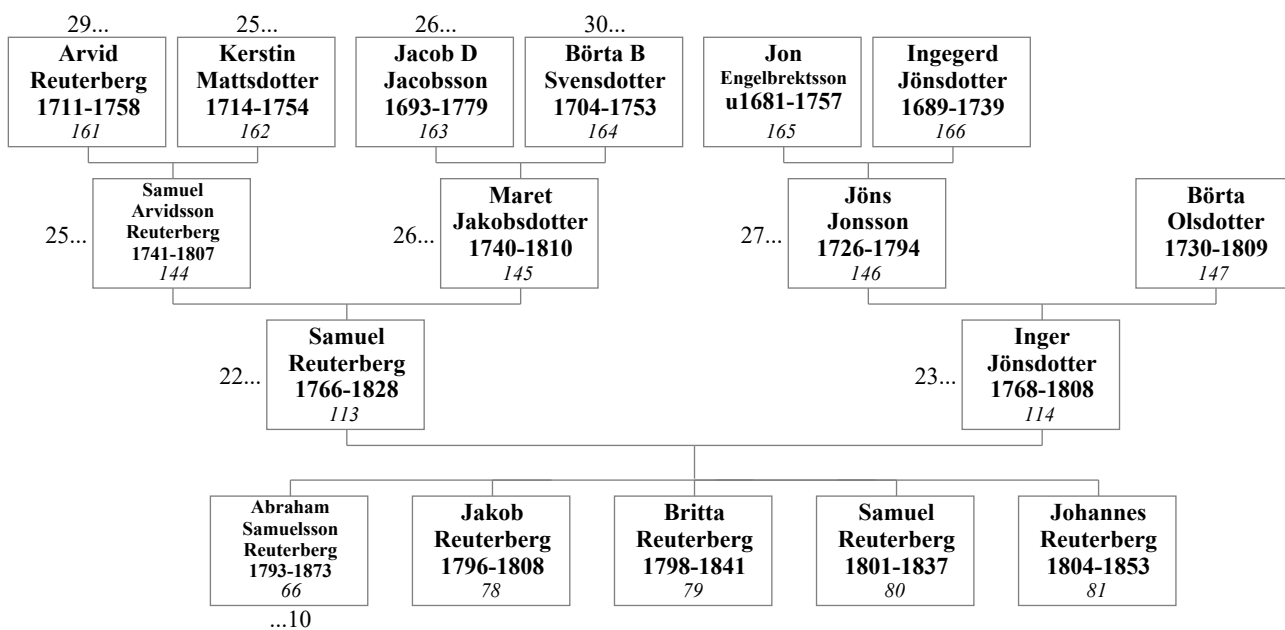 29...
25...
26...
30...
Arvid
Reuterberg
1711-1758
161
Kerstin
Mattsdotter
1714-1754
162
Jacob D
Jacobsson
1693-1779
163
Börta B
Svensdotter
1704-1753
164
Jon
Engelbrektsson
u1681-1757
165
Ingegerd
Jönsdotter
1689-1739
166
25...
Samuel
Arvidsson
Reuterberg
1741-1807
144
26...
Maret
Jakobsdotter
1740-1810
145
27...
Jöns
Jonsson
1726-1794
146
Börta
Olsdotter
1730-1809
147
22...
Samuel
Reuterberg
1766-1828
113
23...
Inger
Jönsdotter
1768-1808
114
Abraham
Samuelsson
Reuterberg
1793-1873
66
...10
Jakob
Reuterberg
1796-1808
78
Britta
Reuterberg
1798-1841
79
Samuel
Reuterberg
1801-1837
80
Johannes
Reuterberg
1804-1853
81